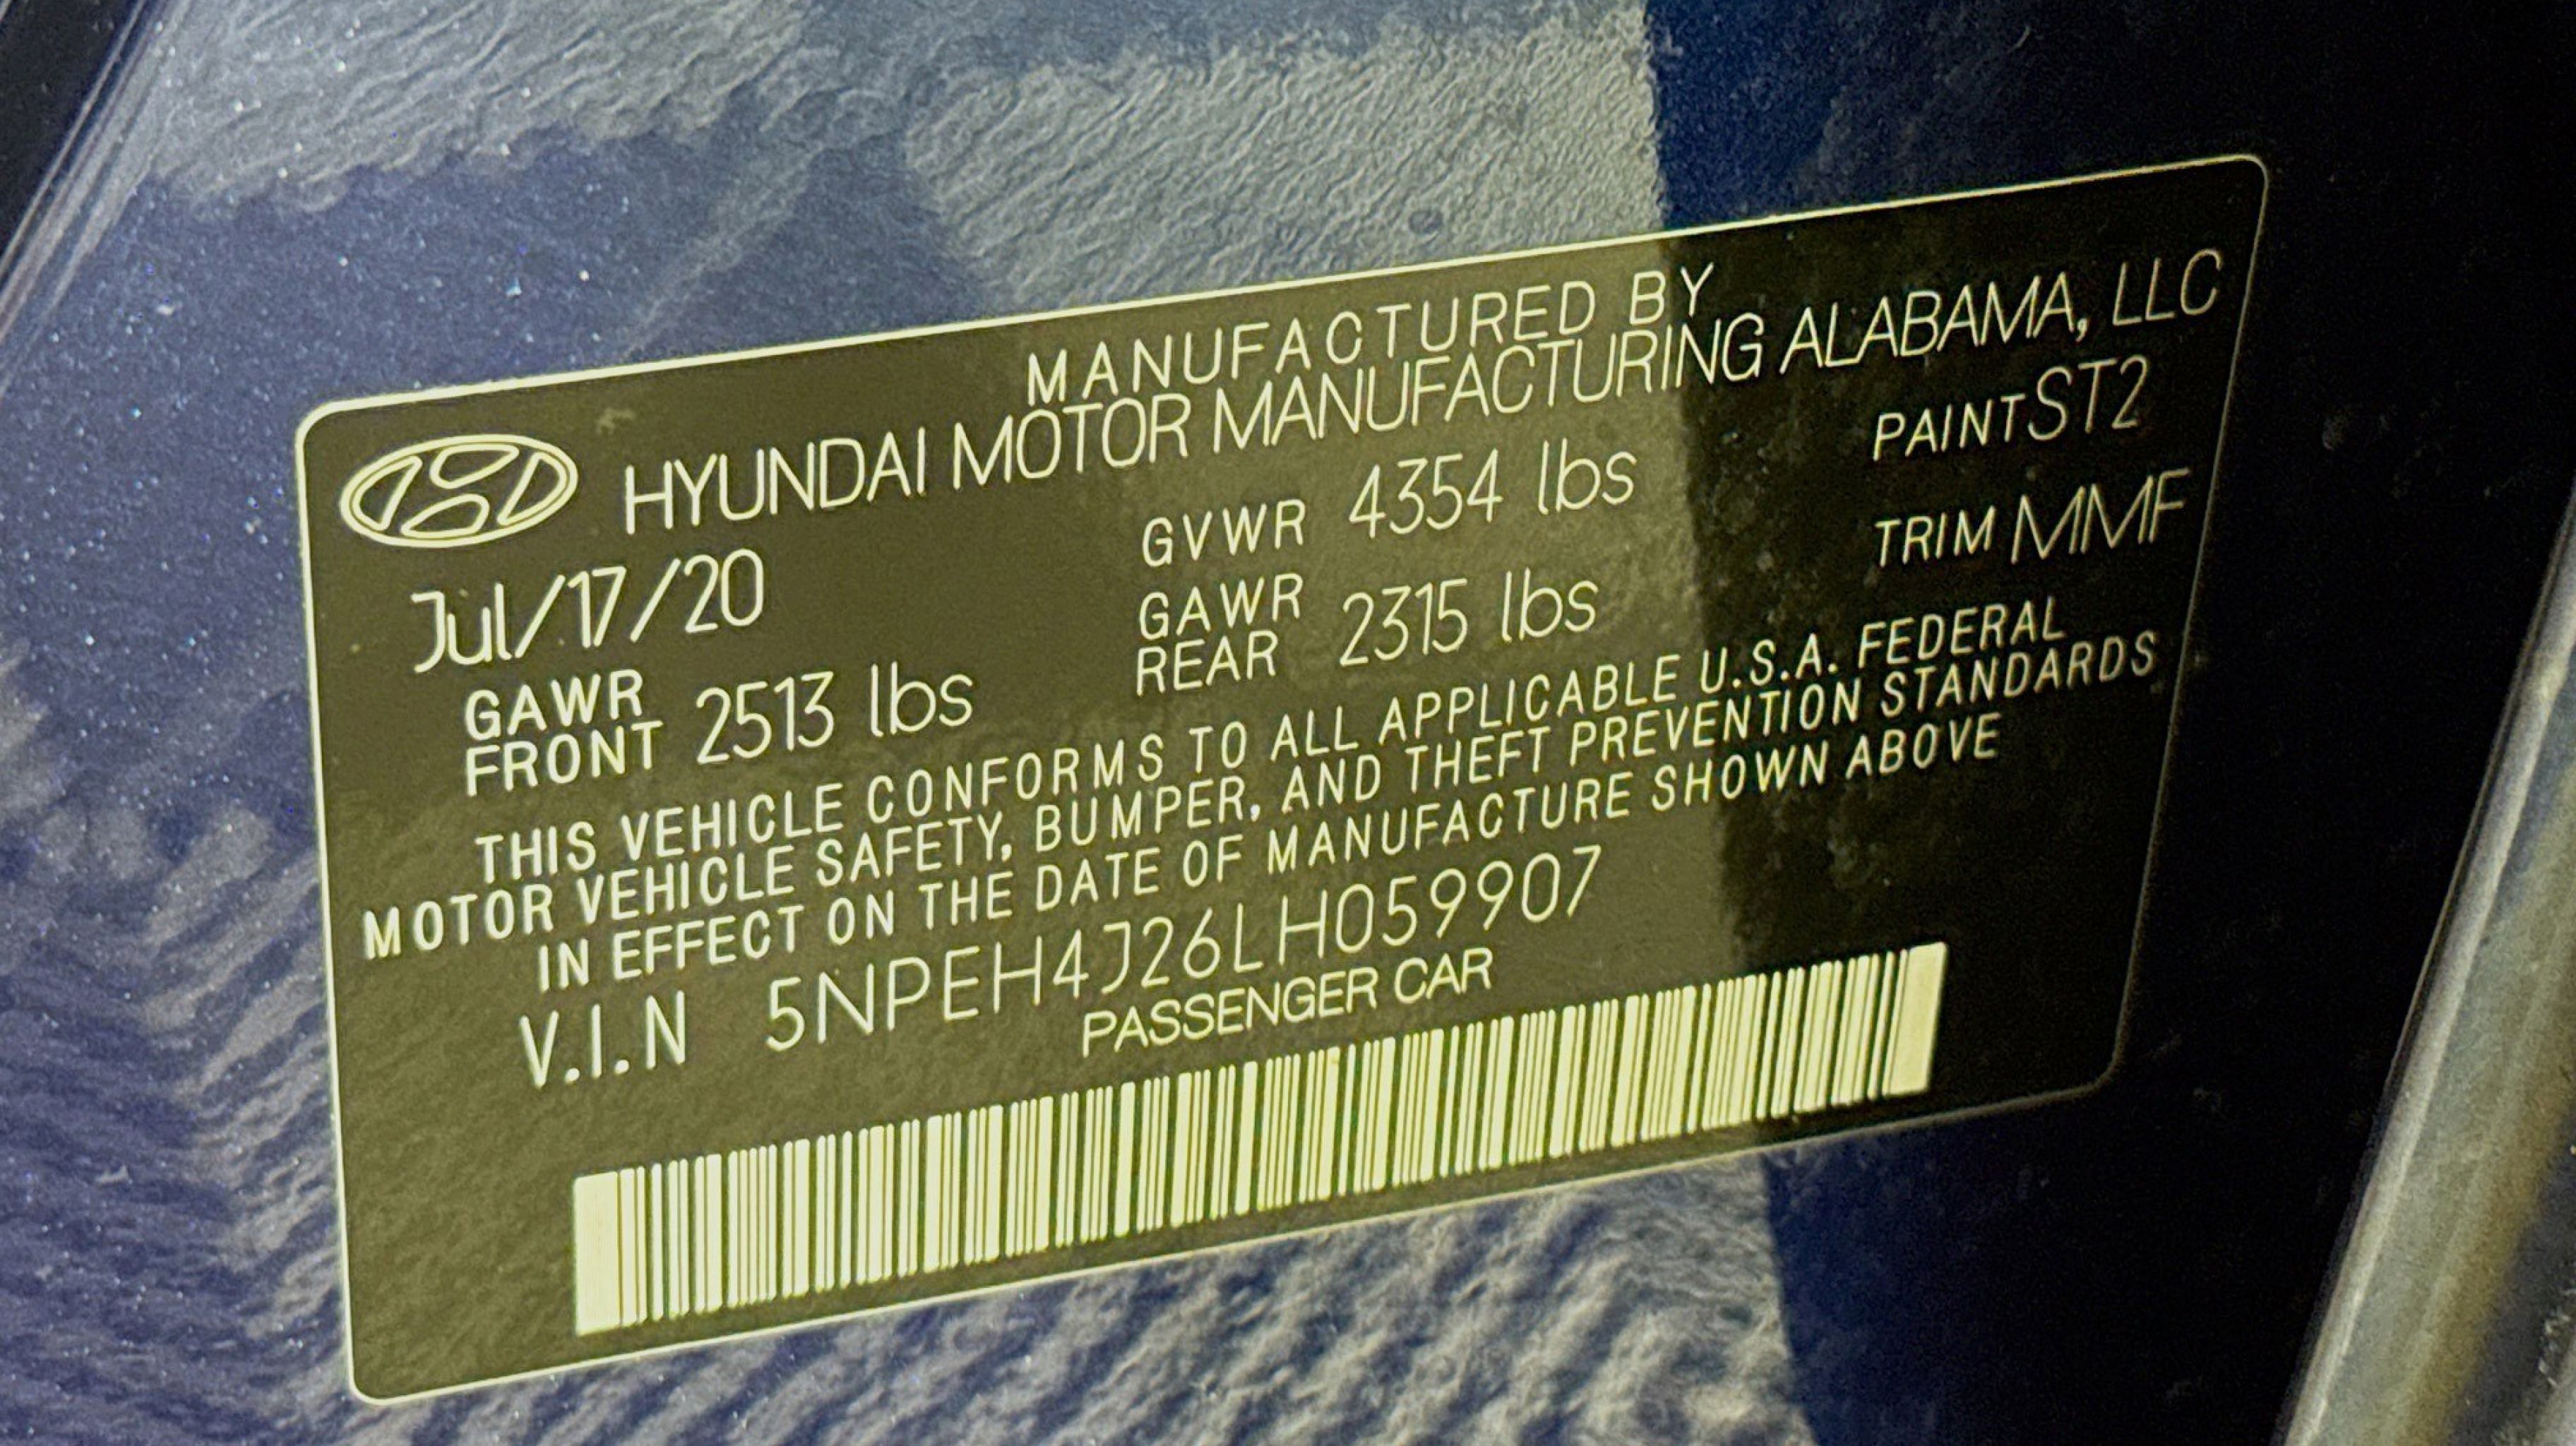 MANUFACTURED BY
HYUNDAI MOTOR MANUFACTURING ALABAMA, LLC
Jul/17/20 GVWR 4354 lbs PAINT ST2
GAWR FRONT 2513 lbs GAWR REAR 2315 lbs TRIM MMF
THIS VEHICLE CONFORMS TO ALL APPLICABLE U.S.A. FEDERAL
MOTOR VEHICLE SAFETY, BUMPER, AND THEFT PREVENTION STANDARDS
IN EFFECT ON THE DATE OF MANUFACTURE SHOWN ABOVE
V.I.N 5NPEH4J26LH059907
PASSENGER CAR